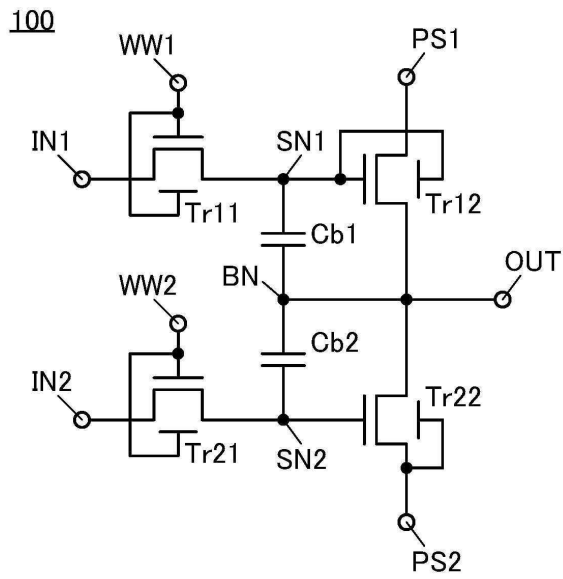 100
WW1
PS1
IN1
SN1
Tr11
Tr12
Cb1
BN
OUT
WW2
Cb2
IN2
Tr22
Tr21
SN2
PS2